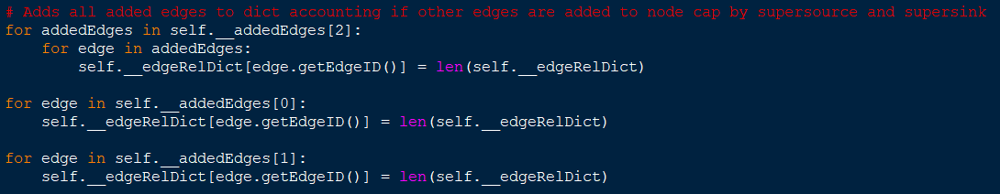 # Adds all added edges to dict accounting if other edges are added to node cap by supersource and supersink
for addedEdges in self.__addedEdges[2]:
    for edge in addedEdges:
        self.__edgeRelDict[edge.getEdgeID()] = len(self.__edgeRelDict)

for edge in self.__addedEdges[0]:
    self.__edgeRelDict[edge.getEdgeID()] = len(self.__edgeRelDict)

for edge in self.__addedEdges[1]:
    self.__edgeRelDict[edge.getEdgeID()] = len(self.__edgeRelDict)